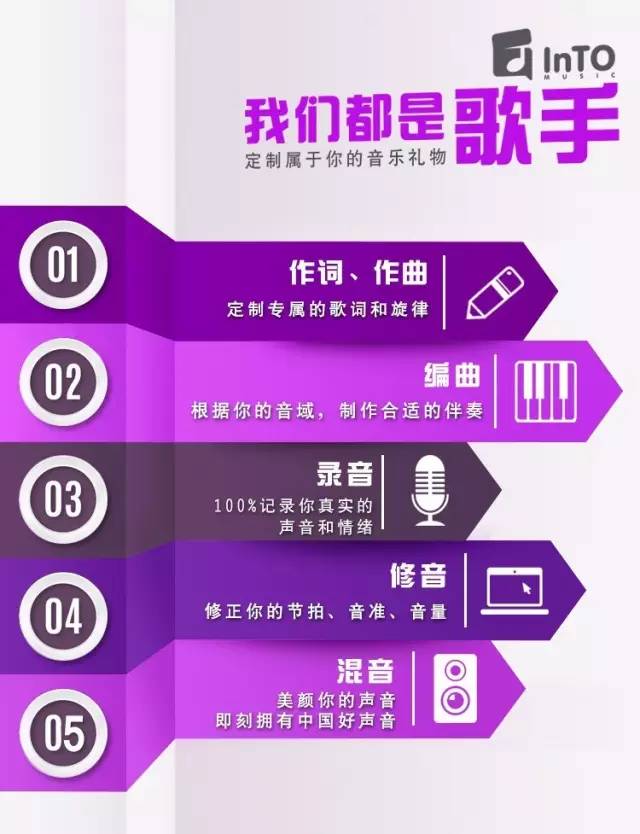 InTO
MUSIC
我们都是歌手
定制属于你的音乐礼物
01
作词、作曲
定制专属的歌词和旋律
02
编曲
根据你的音域，制作合适的伴奏
03
录音
100%记录你真实的
声音和情绪
04
修音
修正你的节拍、音准、音量
05
混音
美颜你的声音
即刻拥有中国好声音